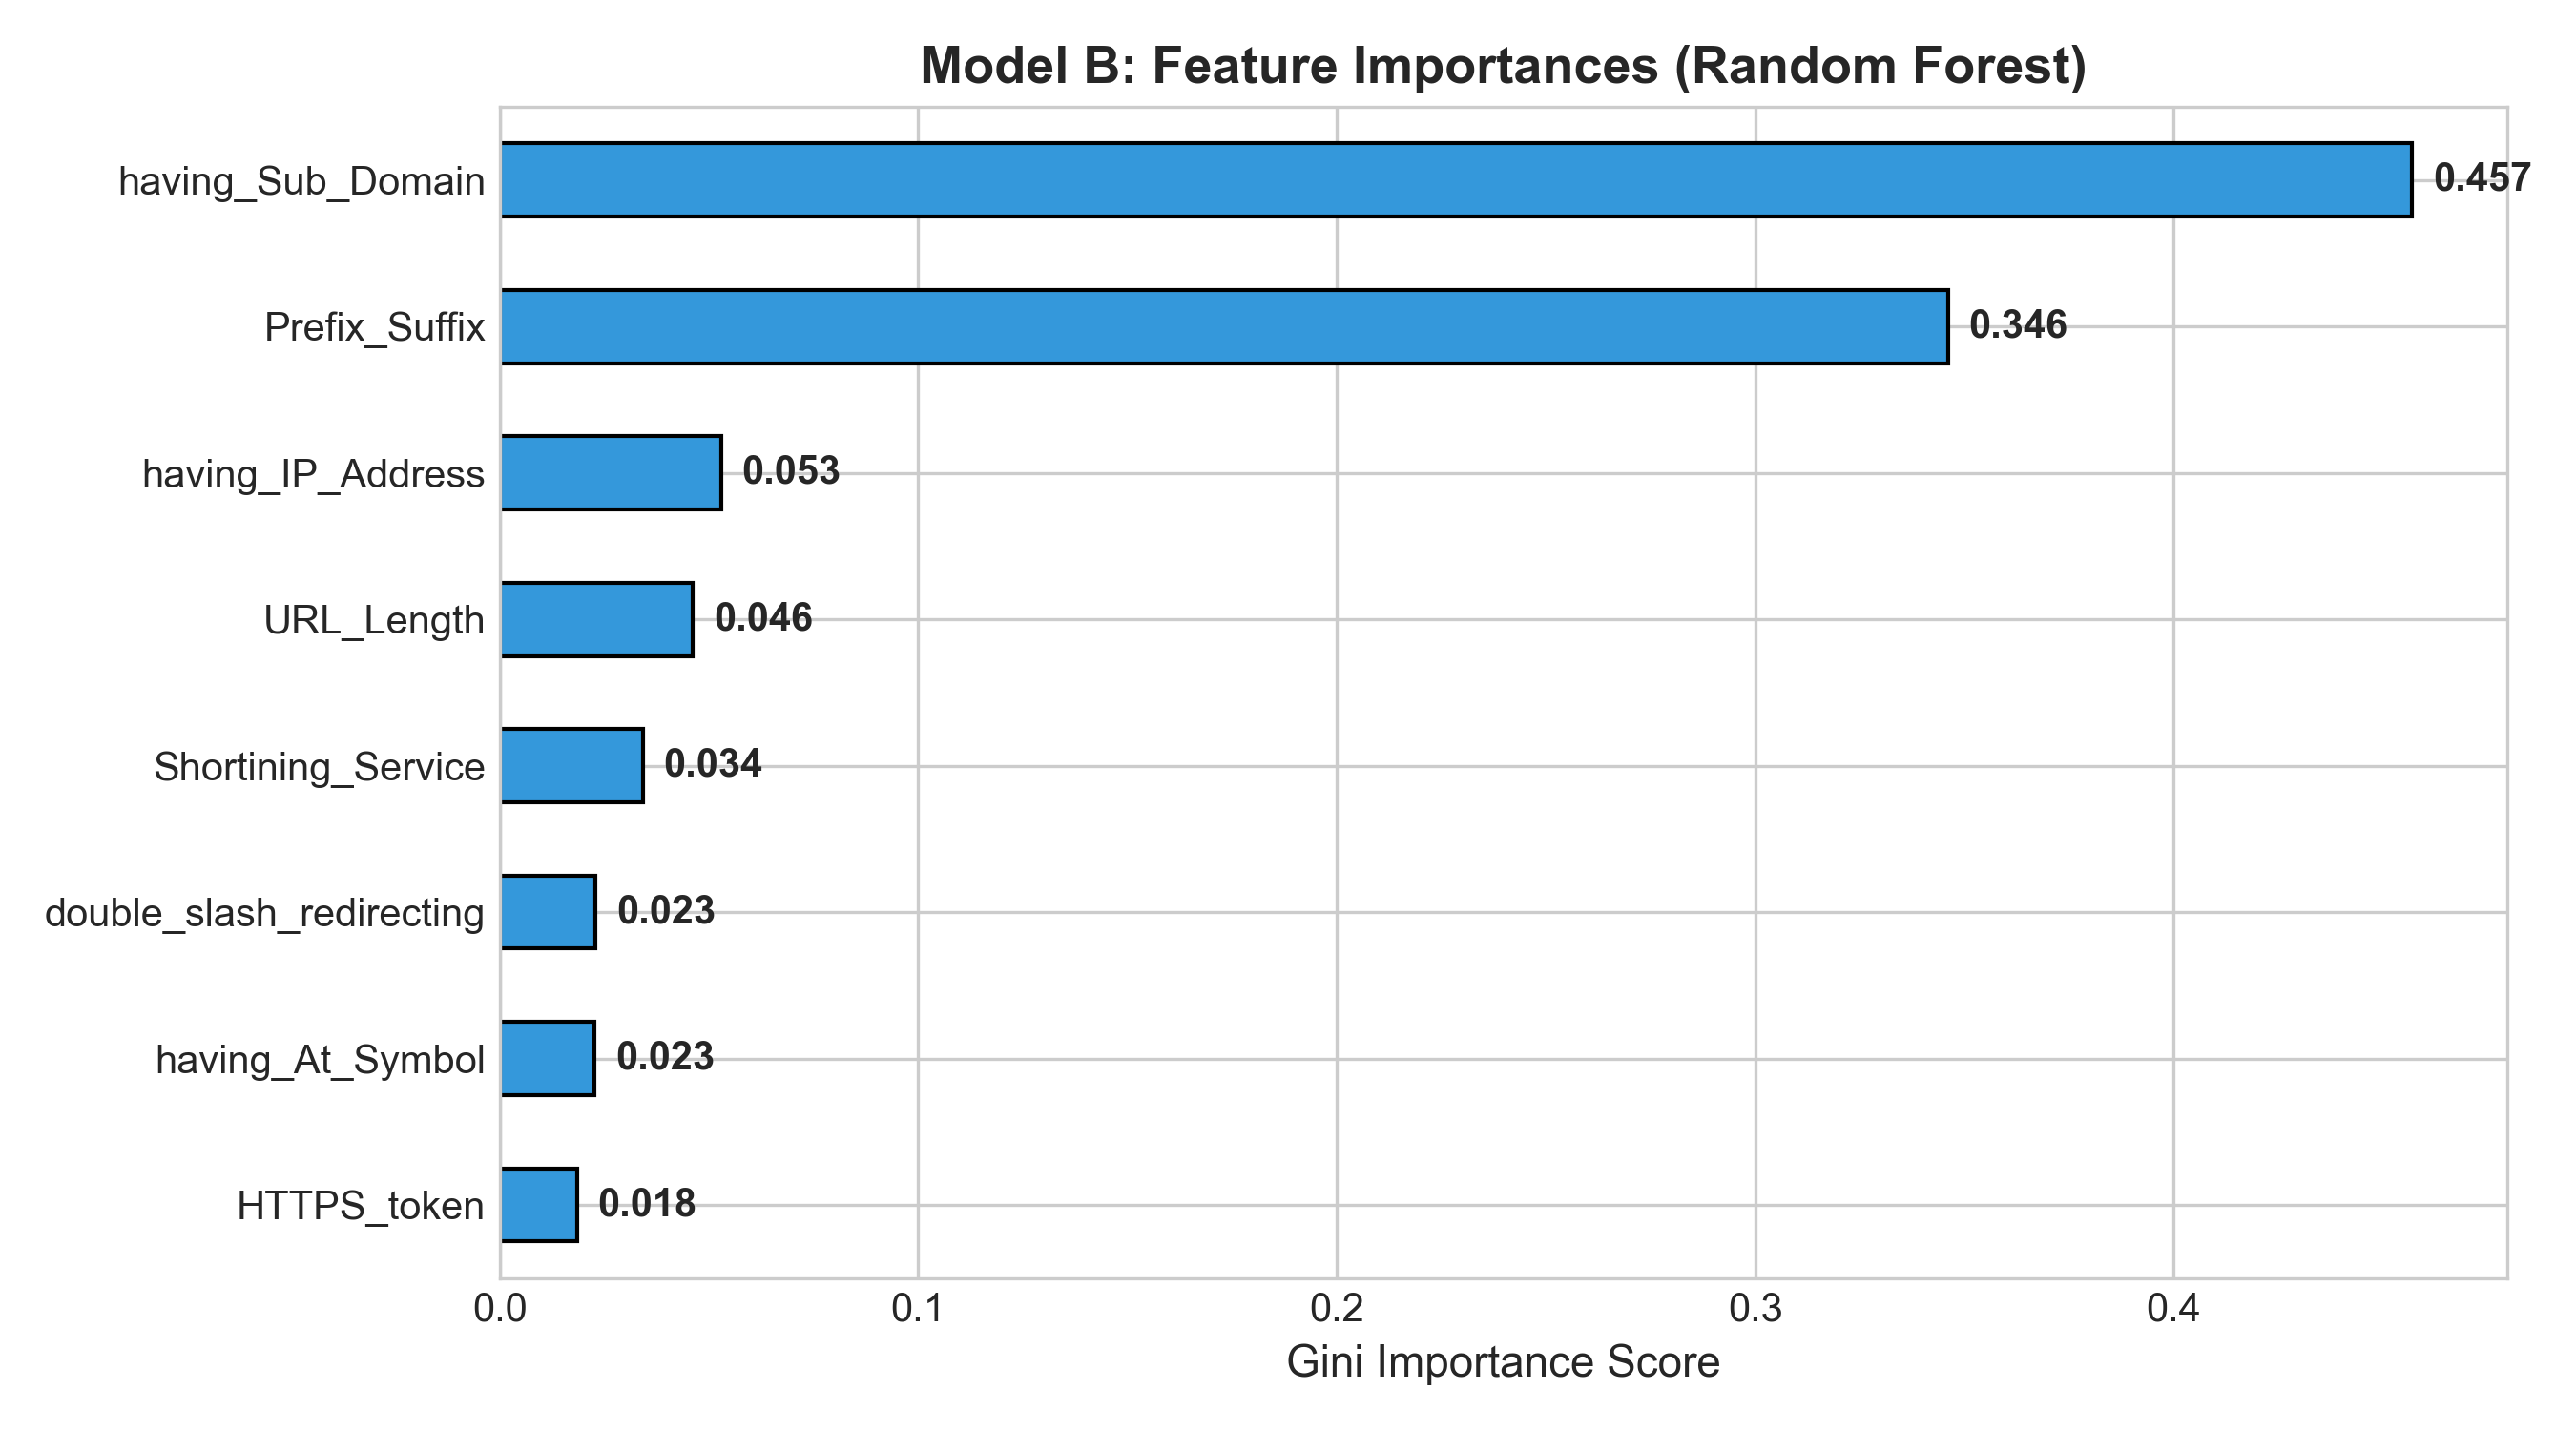 Model B: Feature Importances (Random Forest)
having_Sub_Domain 0.457
Prefix_Suffix 0.346
having_IP_Address 0.053
URL_Length 0.046
Shortining_Service 0.034
double_slash_redirecting 0.023
having_At_Symbol 0.023
HTTPS_token 0.018
0.0 0.1 0.2 0.3 0.4
Gini Importance Score